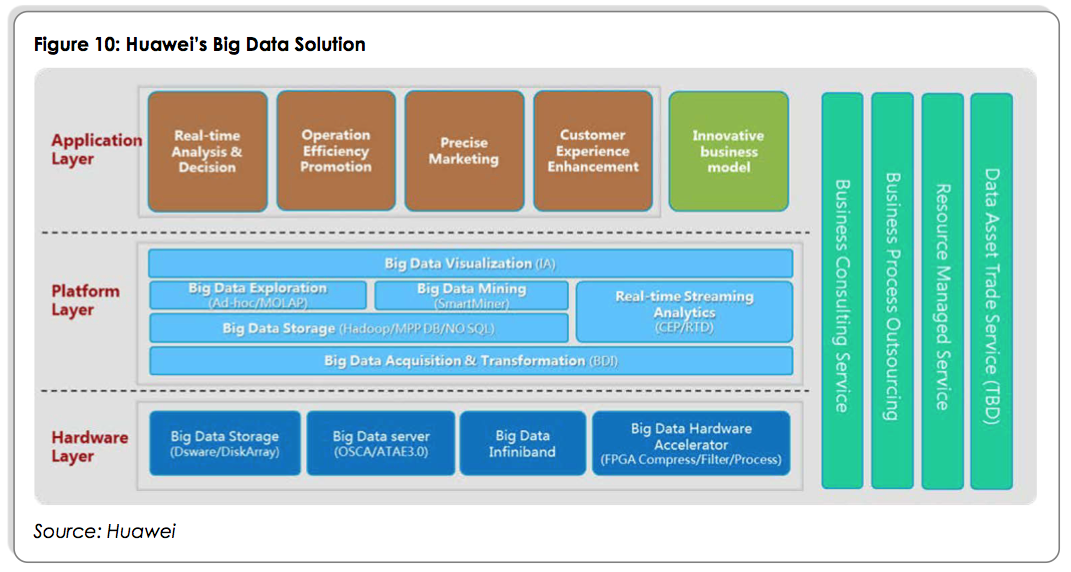 Figure 10: Huawei's Big Data Solution
Application
Layer
Real-time
Analysis &
Decision
Operation
Efficiency
Promotion
Precise
Marketing
Customer
Experience
Enhancement
Innovative
business
model
Platform
Layer
Big Data Visualization (IA)
Big Data Exploration
(Ad-hoc/MOLAP)
Big Data Mining
(SmartMiner)
Real-time Streaming
Analytics
(CEP/RTD)
Big Data Storage (Hadoop/MPP DB/NO SQL)
Big Data Acquisition & Transformation (BDI)
Hardware
Layer
Big Data Storage
(Dsware/DiskArray)
Big Data server
(OSCA/ATAE3.0)
Big Data
Infiniband
Big Data Hardware
Accelerator
(FPGA Compress/Filter/Process)
Business Consulting Service
Business Process Outsourcing
Resource Managed Service
Data Asset Trade Service (TBD)
Source: Huawei